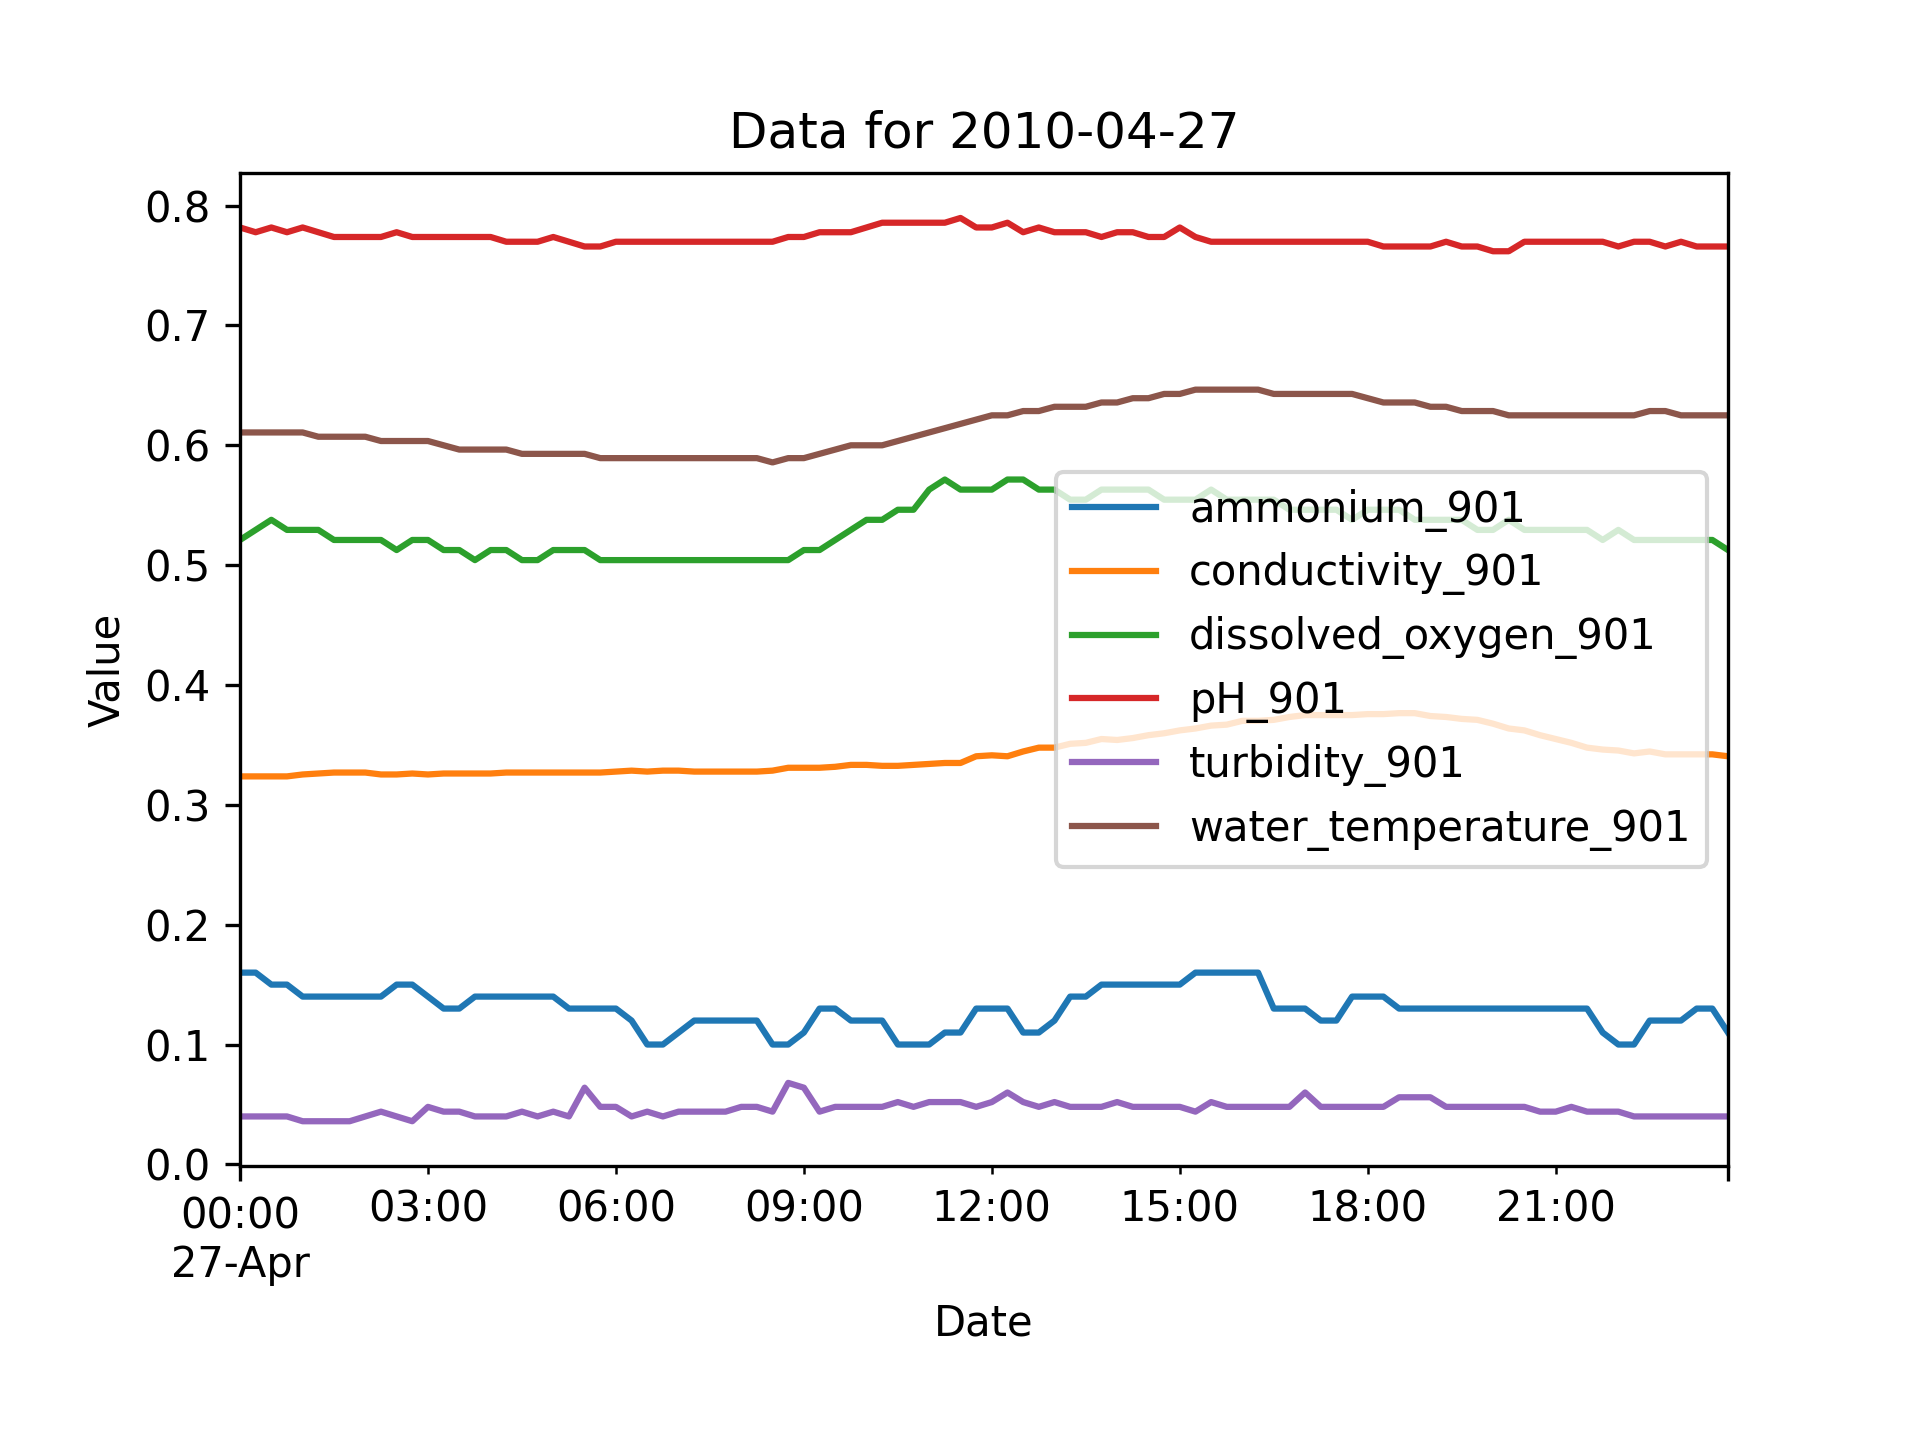 Data for 2010-04-27
0.8
0.7
0.6
0.5
0.4
0.3
0.2
0.1
0.0
Value
ammonium_901
conductivity_901
dissolved_oxygen_901
pH_901
turbidity_901
water_temperature_901
00:00 03:00 06:00 09:00 12:00 15:00 18:00 21:00
27-Apr
Date